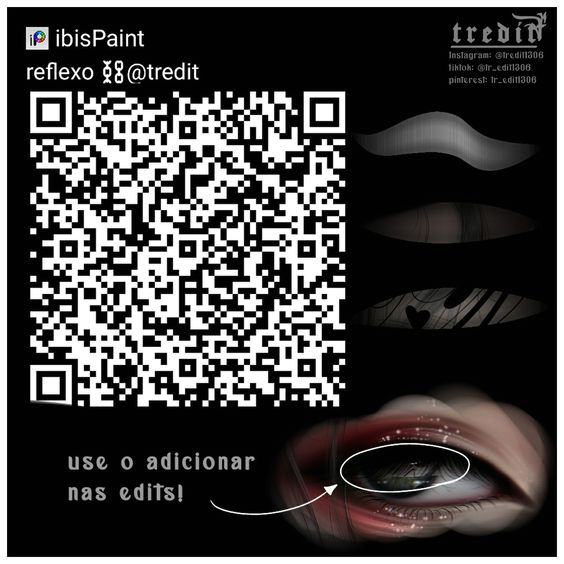 ibisPaint
tredit
reflexo ⛓@tredit
Instagram: @tredit1306
tiktok: @tr_edit1306
pinterest: tr_edit1306
use o adicionar
nas edits!